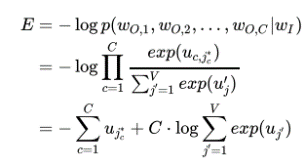 E = − log p(w_{O,1}, w_{O,2}, . . . , w_{O,C}|w_I)
= − log ∏_{c=1}^{C} exp(u_{c,j_c^*}) / ∑_{j'=1}^{V} exp(u'_j)
= − ∑_{c=1}^{C} u_{j_c^*} + C · log ∑_{j'=1}^{V} exp(u_{j'})